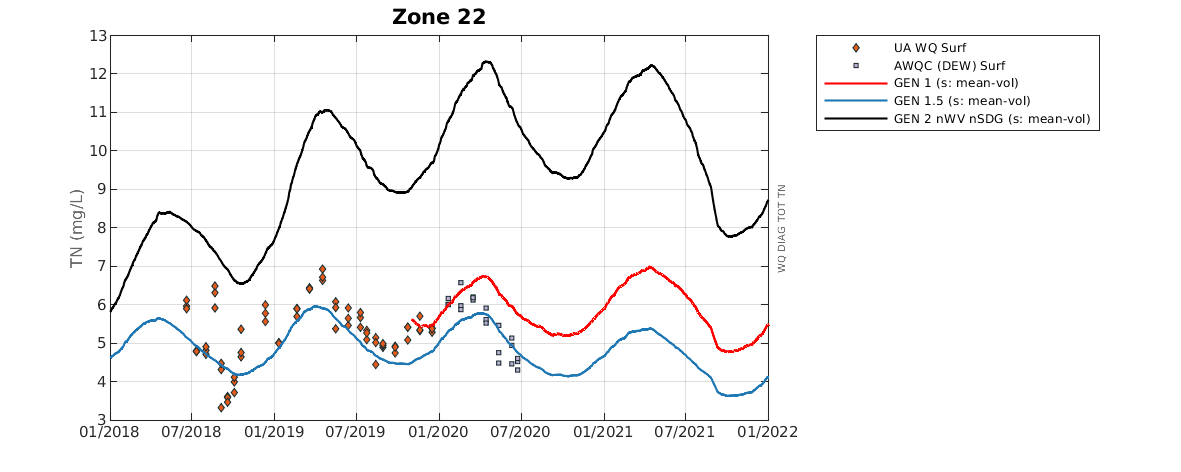 Zone 22
13
12
11
10
9
8
7
6
5
4
3
TN (mg/L)
01/2018 07/2018 01/2019 07/2019 01/2020 07/2020 01/2021 07/2021 01/2022
WQ DIAG TOT TN
UA WQ Surf
AWQC (DEW) Surf
GEN 1 (s: mean-vol)
GEN 1.5 (s: mean-vol)
GEN 2 nWV nSDG (s: mean-vol)